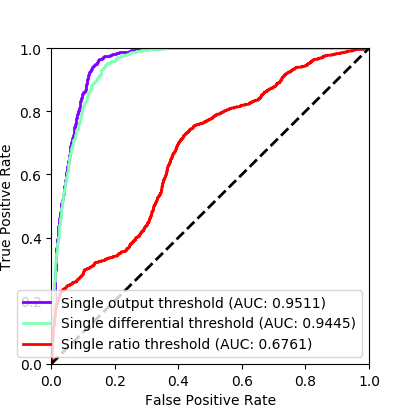 1.0
0.8
0.6
0.4
0.2
0.0
True Positive Rate
Single output threshold (AUC: 0.9511)
Single differential threshold (AUC: 0.9445)
Single ratio threshold (AUC: 0.6761)
0.0 0.2 0.4 0.6 0.8 1.0
False Positive Rate